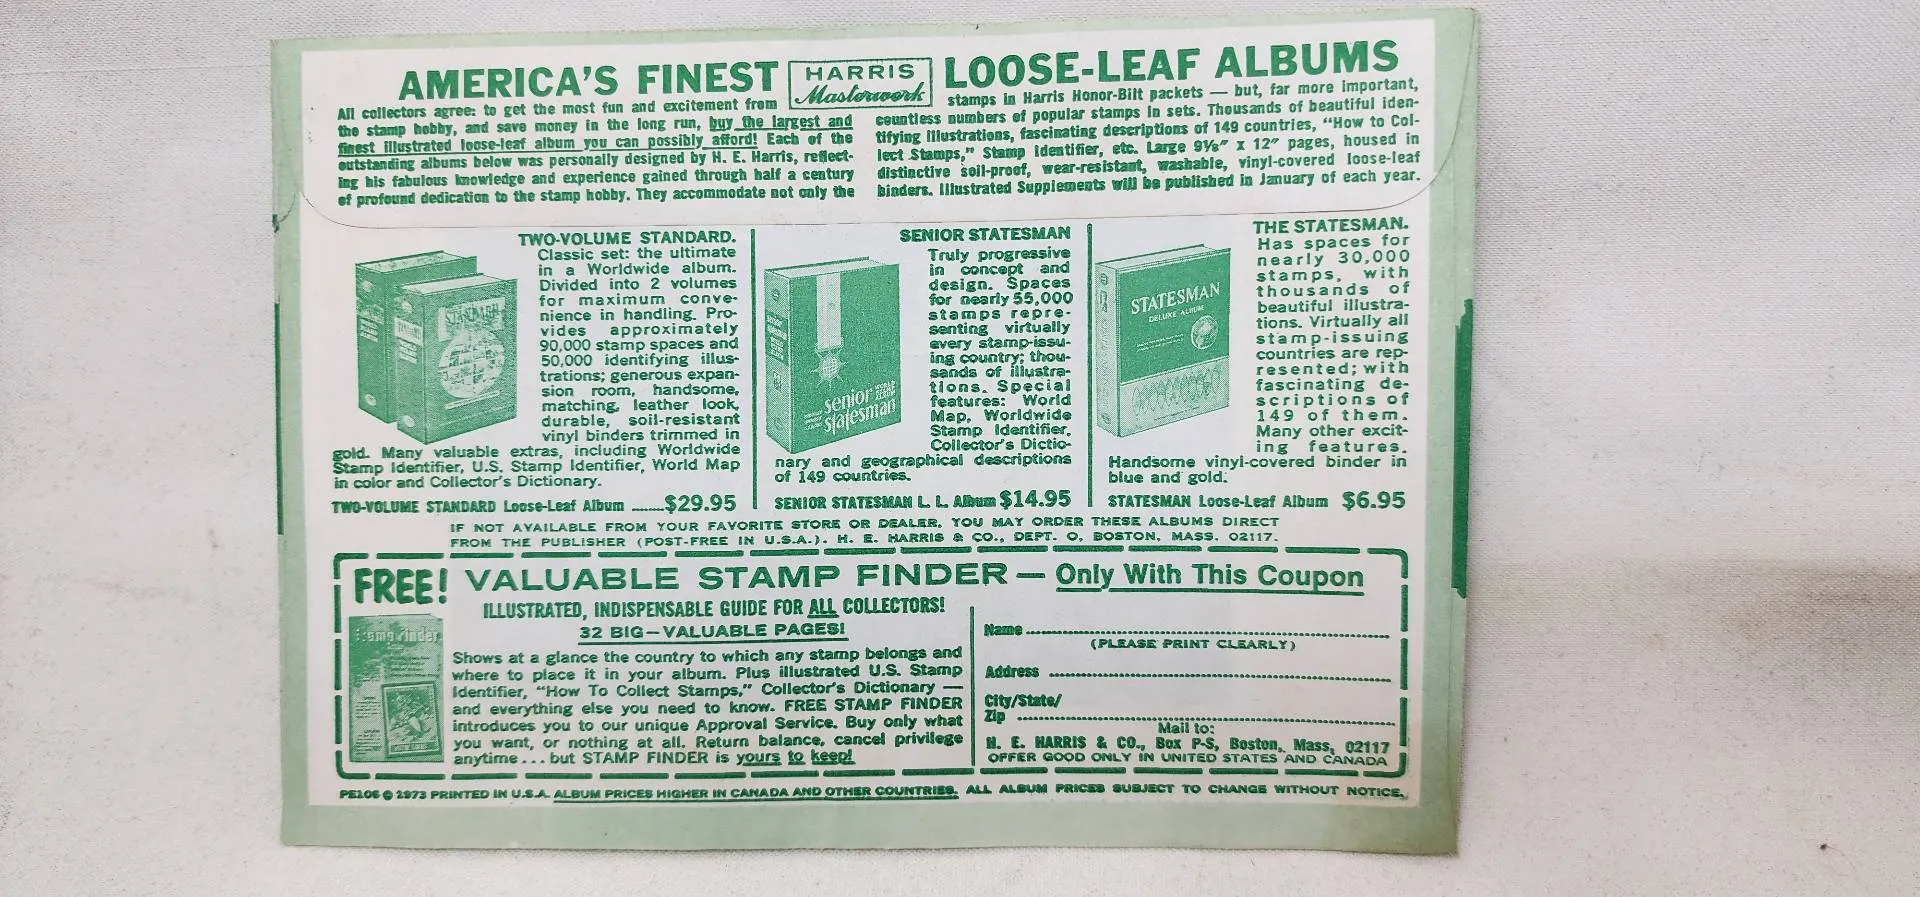 AMERICA'S FINEST HARRIS Masterwork LOOSE-LEAF ALBUMS
All collectors agree: to get the most fun and excitement from
the stamp hobby, and save money in the long run, buy the largest and
finest illustrated loose-leaf album you can possibly afford! Each of the
outstanding albums below was personally designed by H. E. Harris, reflect-
ing his fabulous knowledge and experience gained through half a century
of profound dedication to the stamp hobby. They accommodate not only the
stamps in Harris Honor-Bilt packets — but, far more important,
countless numbers of popular stamps in sets. Thousands of beautiful iden-
tifying illustrations, fascinating descriptions of 149 countries, "How to Col-
lect Stamps," Stamp Identifier, etc. Large 9⅛" x 12" pages, housed in
distinctive soil-proof, wear-resistant, washable, vinyl-covered loose-leaf
binders. Illustrated Supplements will be published in January of each year.
TWO-VOLUME STANDARD.
Classic set: the ultimate
in a Worldwide album.
Divided into 2 volumes
for maximum conve-
nience in handling. Pro-
vides approximately
90,000 stamp spaces and
50,000 identifying illus-
trations; generous expan-
sion room, handsome,
matching, leather look,
durable, soil-resistant
vinyl binders trimmed in
gold. Many valuable extras, including Worldwide
Stamp Identifier, U.S. Stamp Identifier, World Map
in color and Collector's Dictionary.
TWO-VOLUME STANDARD Loose-Leaf Album ........$29.95
STANDARD
SENIOR STATESMAN
Truly progressive
in concept and
design. Spaces
for nearly 55,000
stamps repre-
senting virtually
every stamp-issu-
ing country; thou-
sands of illustra-
tions. Special
features: World
Map, Worldwide
Stamp Identifier,
Collector's Dictio-
nary and geographical descriptions
of 149 countries.
SENIOR STATESMAN L. L. Album $14.95
senior
statesman
WORLD
ALBUM
THE STATESMAN.
Has spaces for
nearly 30,000
stamps, with
thousands of
beautiful illustra-
tions. Virtually all
stamp-issuing
countries are rep-
resented; with
fascinating de-
scriptions of
149 of them.
Many other excit-
ing features.
Handsome vinyl-covered binder in
blue and gold.
STATESMAN Loose-Leaf Album $6.95
STATESMAN
DELUXE ALBUM
IF NOT AVAILABLE FROM YOUR FAVORITE STORE OR DEALER, YOU MAY ORDER THESE ALBUMS DIRECT
FROM THE PUBLISHER (POST-FREE IN U.S.A.). H. E. HARRIS & CO., DEPT. O, BOSTON, MASS. 02117.
FREE! VALUABLE STAMP FINDER — Only With This Coupon
ILLUSTRATED, INDISPENSABLE GUIDE FOR ALL COLLECTORS!
32 BIG—VALUABLE PAGES!
Stamp Finder
Shows at a glance the country to which any stamp belongs and
where to place it in your album. Plus illustrated U.S. Stamp
Identifier, "How To Collect Stamps," Collector's Dictionary —
and everything else you need to know. FREE STAMP FINDER
introduces you to our unique Approval Service. Buy only what
you want, or nothing at all. Return balance, cancel privilege
anytime...but STAMP FINDER is yours to keep!
Name
(PLEASE PRINT CLEARLY)
Address
City/State/
Zip
Mail to:
H. E. HARRIS & CO., Box P-S, Boston, Mass, 02117
OFFER GOOD ONLY IN UNITED STATES AND CANADA
PE106 © 1973 PRINTED IN U.S.A. ALBUM PRICES HIGHER IN CANADA AND OTHER COUNTRIES. ALL ALBUM PRICES SUBJECT TO CHANGE WITHOUT NOTICE.